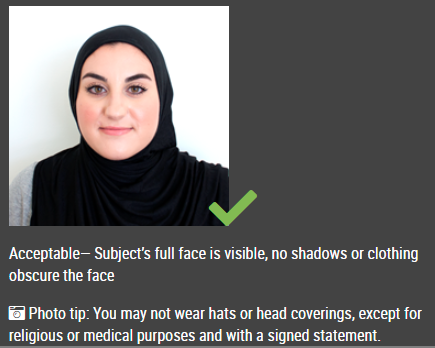 Acceptable— Subject’s full face is visible, no shadows or clothing
obscure the face
Photo tip: You may not wear hats or head coverings, except for
religious or medical purposes and with a signed statement.